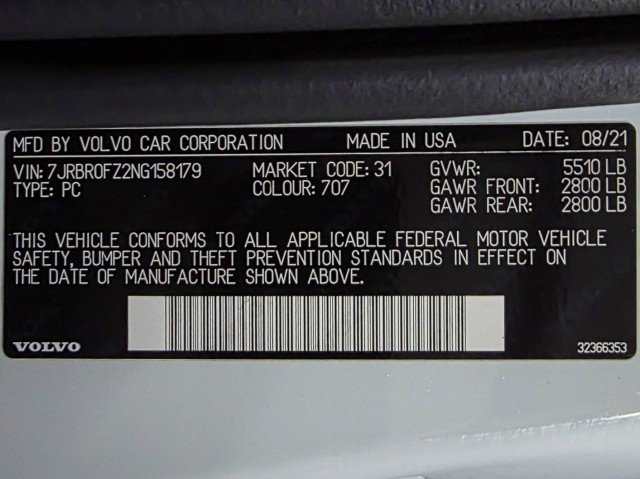 MFD BY VOLVO CAR CORPORATION MADE IN USA DATE: 08/21
VIN: 7JRBR0FZ2NG158179 MARKET CODE: 31 GVWR: 5510 LB
TYPE: PC COLOUR: 707 GAWR FRONT: 2800 LB
GAWR REAR: 2800 LB
THIS VEHICLE CONFORMS TO ALL APPLICABLE FEDERAL MOTOR VEHICLE
SAFETY, BUMPER AND THEFT PREVENTION STANDARDS IN EFFECT ON
THE DATE OF MANUFACTURE SHOWN ABOVE.
VOLVO 32366353